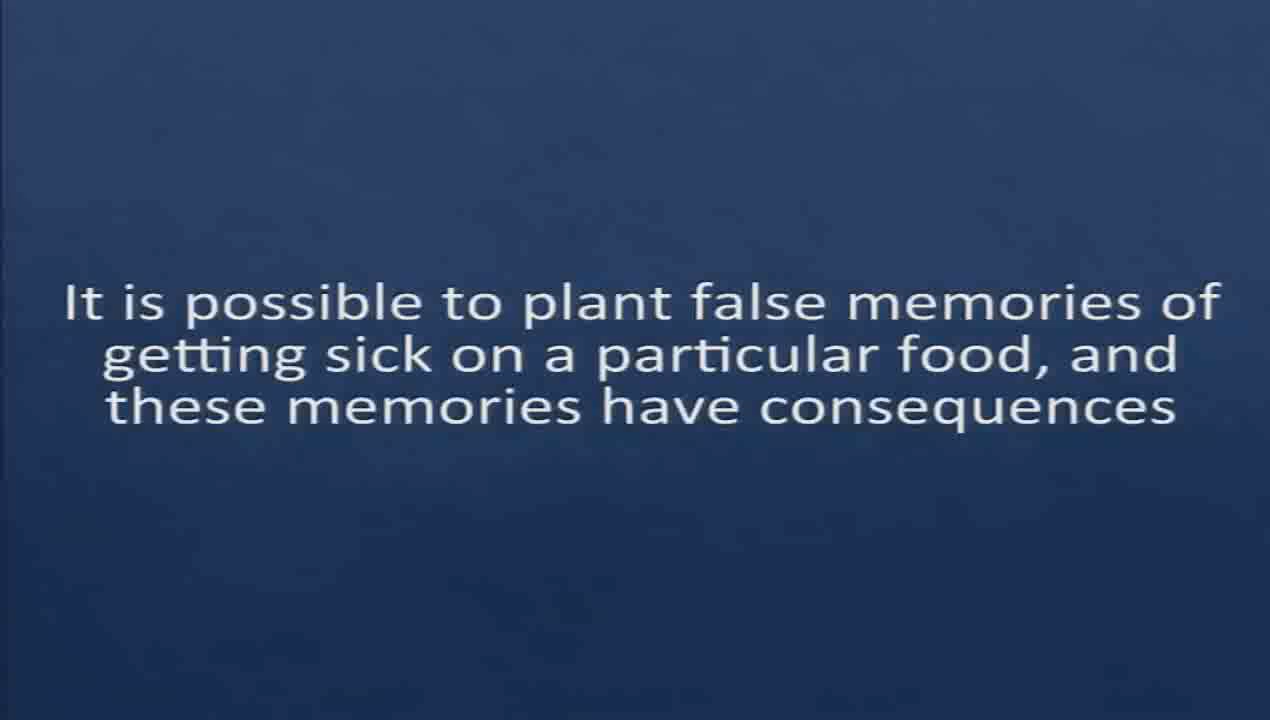 It is possible to plant false memories of
getting sick on a particular food, and
these memories have consequences